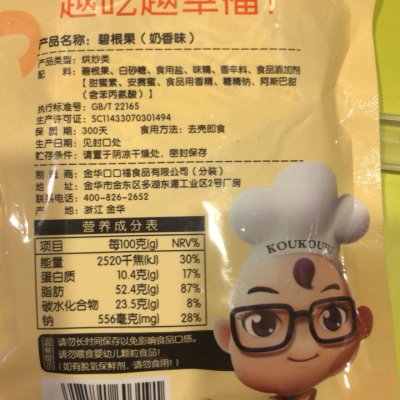 越吃越幸福!
产品名称: 碧根果 (奶香味)
类 型: 烘炒类
配 料: 碧根果、白砂糖、食用盐、味精、香辛料、食品添加剂
【甜蜜素、安赛蜜、食品用香精、糖精钠、阿斯巴甜
(含苯丙氨酸) 】
执行标准号: GB/T 22165
生产许可证: SC11433070301494
保 质 期: 300天 食用方法: 去壳即食
生产日期: 见封口处
贮存条件: 请置于阴凉干燥处, 密封保存
制 造 商: 金华口口福食品有限公司 (分装)
地 址: 金华市金东区多湖东湄工业区2号厂房
联系电话: 400-826-2652
产 地: 浙江 金华
营养成分表
项目 每100克(g) NRV%
能量 2520千焦(kJ) 30%
蛋白质 10.4克(g) 17%
脂肪 52.4克(g) 87%
碳水化合物 23.5克(g) 8%
钠 556毫克(mg) 28%
KOUKOUFU
温馨提示
请勿长时间保存以免影响食品口感。
请勿喂食婴幼儿颗粒食品!
(如有脱氧保鲜剂, 请勿食用! )